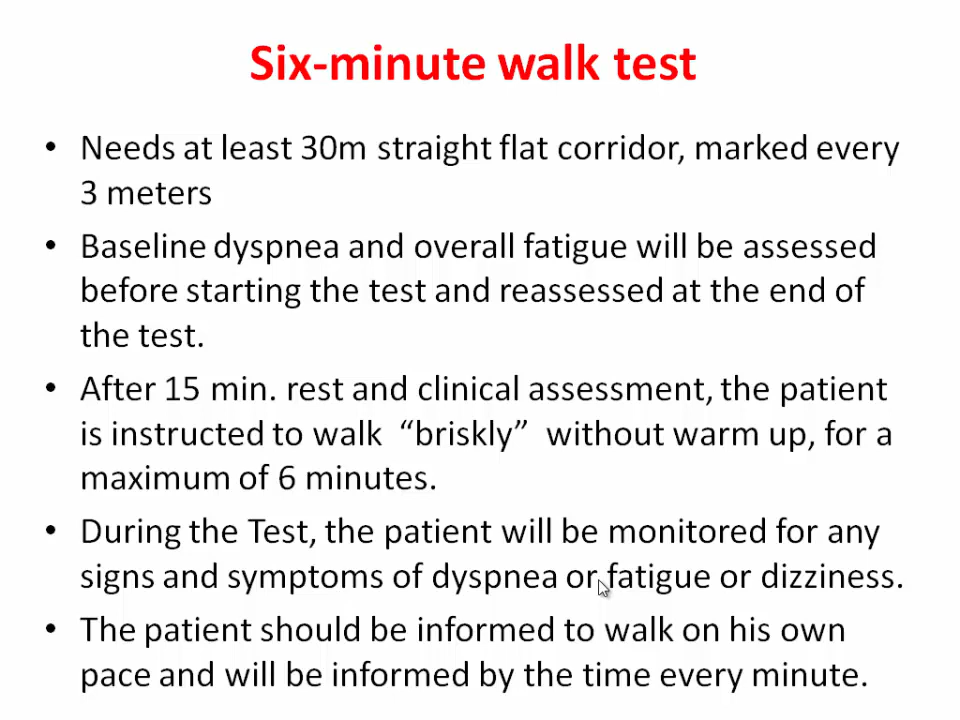 Six-minute walk test
• Needs at least 30m straight flat corridor, marked every
3 meters
• Baseline dyspnea and overall fatigue will be assessed
before starting the test and reassessed at the end of
the test.
• After 15 min. rest and clinical assessment, the patient
is instructed to walk “briskly” without warm up, for a
maximum of 6 minutes.
• During the Test, the patient will be monitored for any
signs and symptoms of dyspnea or fatigue or dizziness.
• The patient should be informed to walk on his own
pace and will be informed by the time every minute.